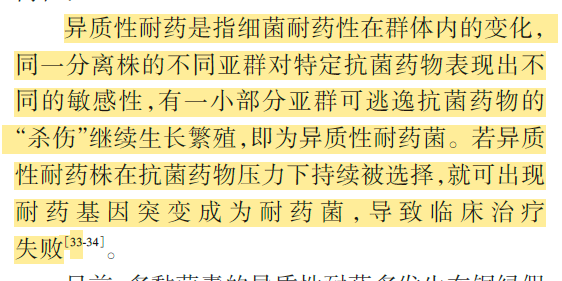 异质性耐药是指细菌耐药性在群体内的变化,
同一分离株的不同亚群对特定抗菌药物表现出不
同的敏感性,有一小部分亚群可逃逸抗菌药物的
“杀伤”继续生长繁殖,即为异质性耐药菌。若异质
性耐药株在抗菌药物压力下持续被选择,就可出现
耐药基因突变成为耐药菌,导致临床治疗
失败[33-34]。